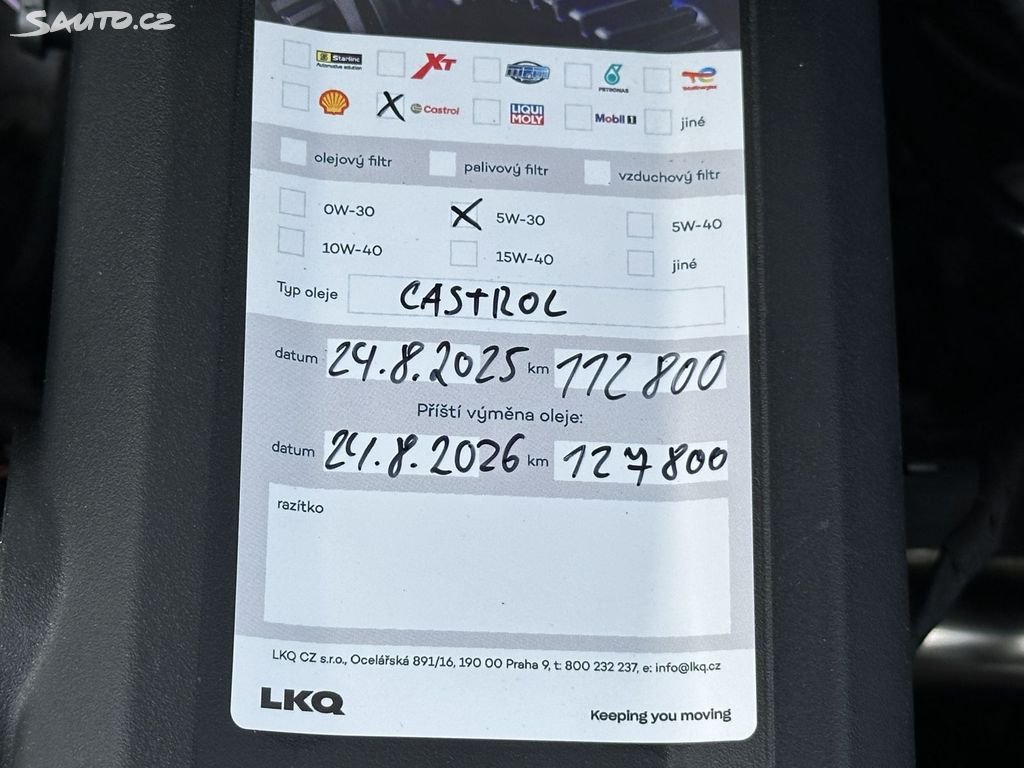 SAUTO.CZ
Starline XT PETRONAS TotalEnergies
Automotive solution
Castrol LIQUI MOLY Mobil 1 jiné
olejový filtr palivový filtr vzduchový filtr
0W-30 X 5W-30 5W-40
10W-40 15W-40 jiné
Typ oleje CASTROL
datum 24.8.2025 km 112 800
Příští výměna oleje:
datum 24.8.2026 km 127 800
razítko
LKQ CZ s.r.o., Ocelářská 891/16, 190 00 Praha 9, t: 800 232 237, e: info@lkq.cz
LKQ
Keeping you moving